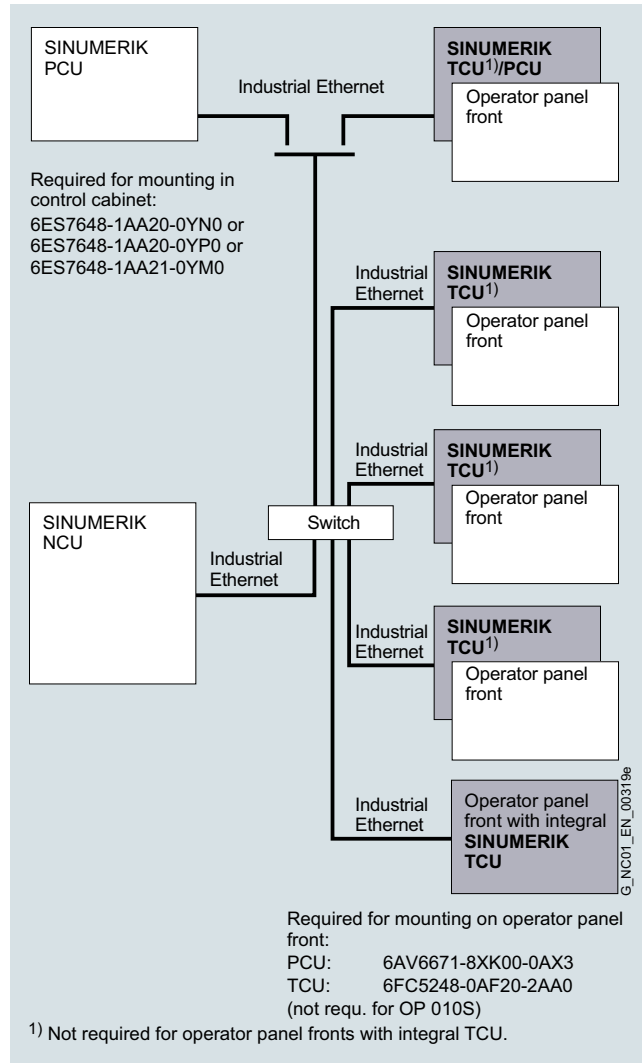 SINUMERIK
PCU
Industrial Ethernet
SINUMERIK
TCU1)/PCU
Operator panel
front
Required for mounting in
control cabinet:
6ES7648-1AA20-0YN0 or
6ES7648-1AA20-0YP0 or
6ES7648-1AA21-0YM0
Industrial
Ethernet
SINUMERIK
TCU1)
Operator panel
front
Industrial
Ethernet
SINUMERIK
TCU1)
Operator panel
front
SINUMERIK
NCU
Switch
Industrial
Ethernet
Industrial
Ethernet
SINUMERIK
TCU1)
Operator panel
front
Industrial
Ethernet
Operator panel
front with integral
SINUMERIK
TCU
G_NC01_EN_00319e
Required for mounting on operator panel
front:
PCU: 6AV6671-8XK00-0AX3
TCU: 6FC5248-0AF20-2AA0
(not requ. for OP 010S)
1) Not required for operator panel fronts with integral TCU.